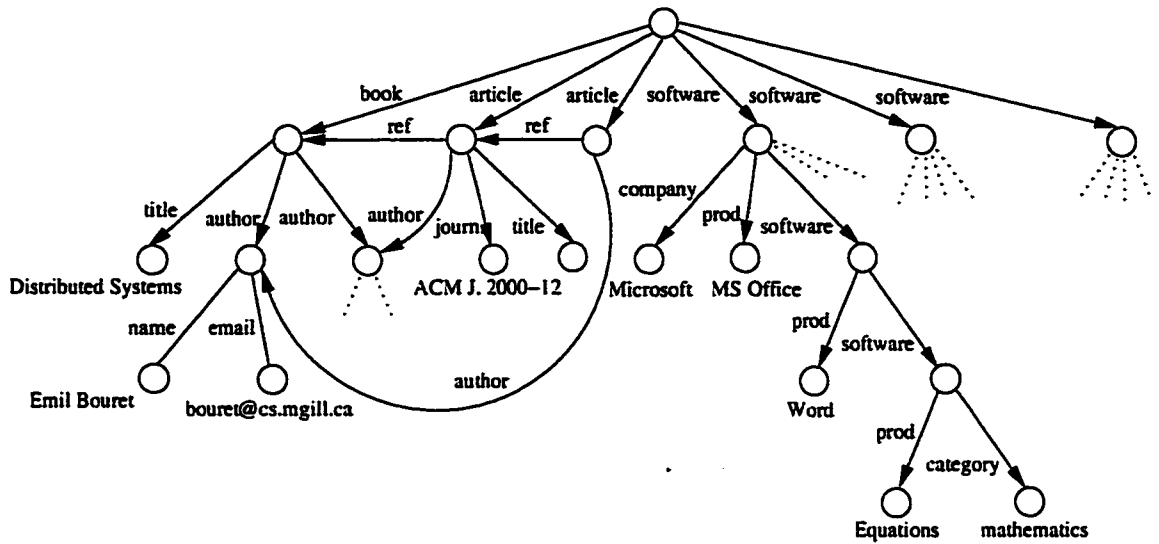 book
article
article
software
software
software
ref
ref
company
title
author
author
author
journ
title
prod
software
Distributed Systems
ACM J. 2000–12
Microsoft
MS Office
name
email
prod
software
author
Emil Bouret
bouret@cs.mgill.ca
Word
prod
category
Equations
mathematics